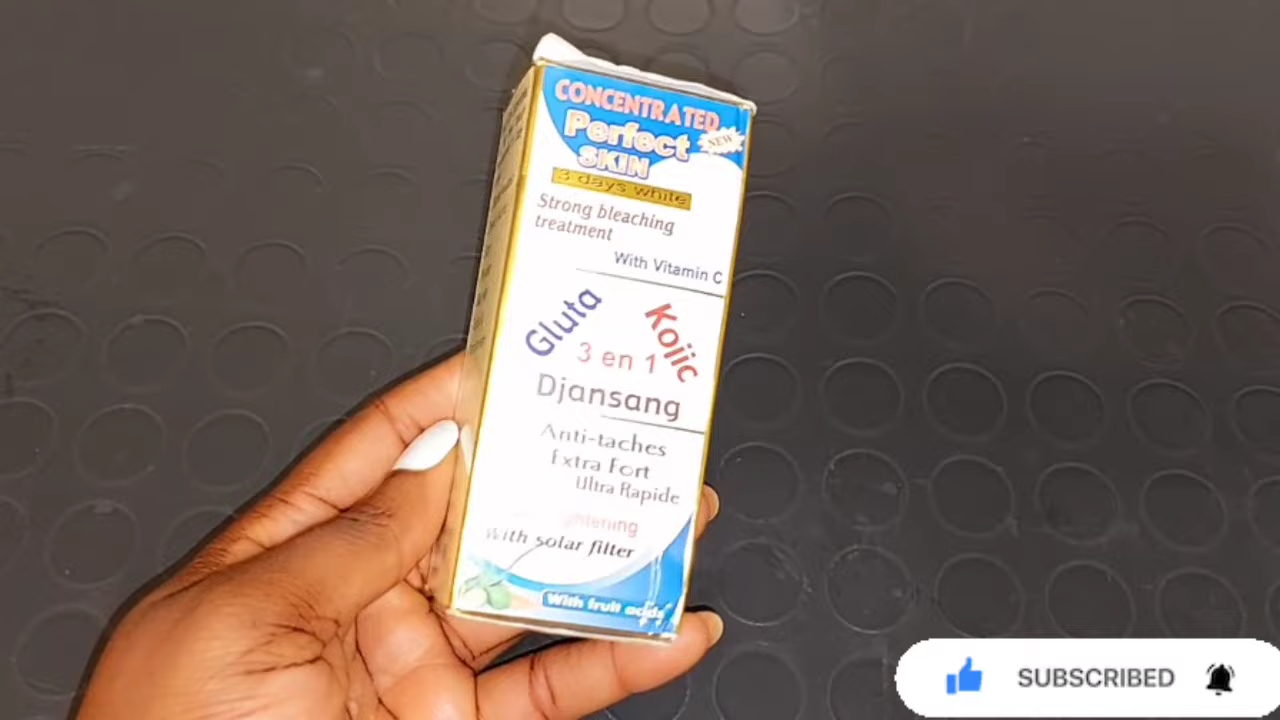 CONCENTRATED
Perfect
SKIN
NEW
3 days white
Strong bleaching
treatment
With Vitamin C
Gluta
Kojic
3 en 1
Djansang
Anti-taches
Extra Fort
Ultra Rapide
with solar filter
With fruit acids
SUBSCRIBED